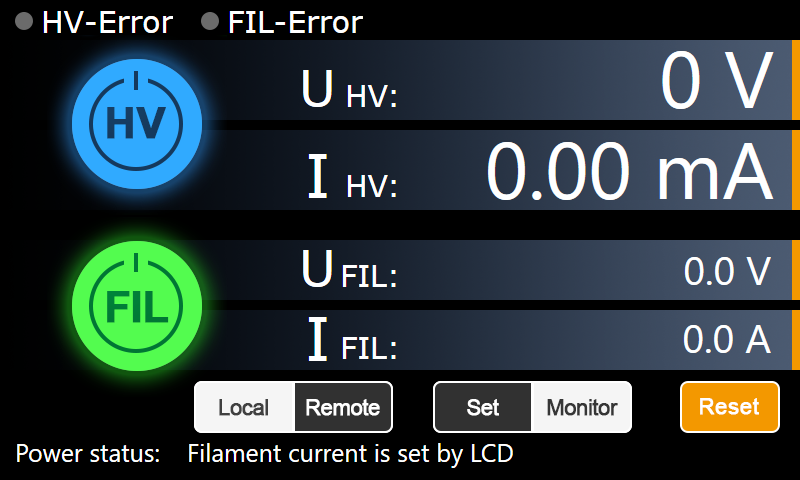 HV-Error FIL-Error
HV
U HV: 0 V
I HV: 0.00 mA
FIL
U FIL: 0.0 V
I FIL: 0.0 A
Local Remote Set Monitor Reset
Power status: Filament current is set by LCD